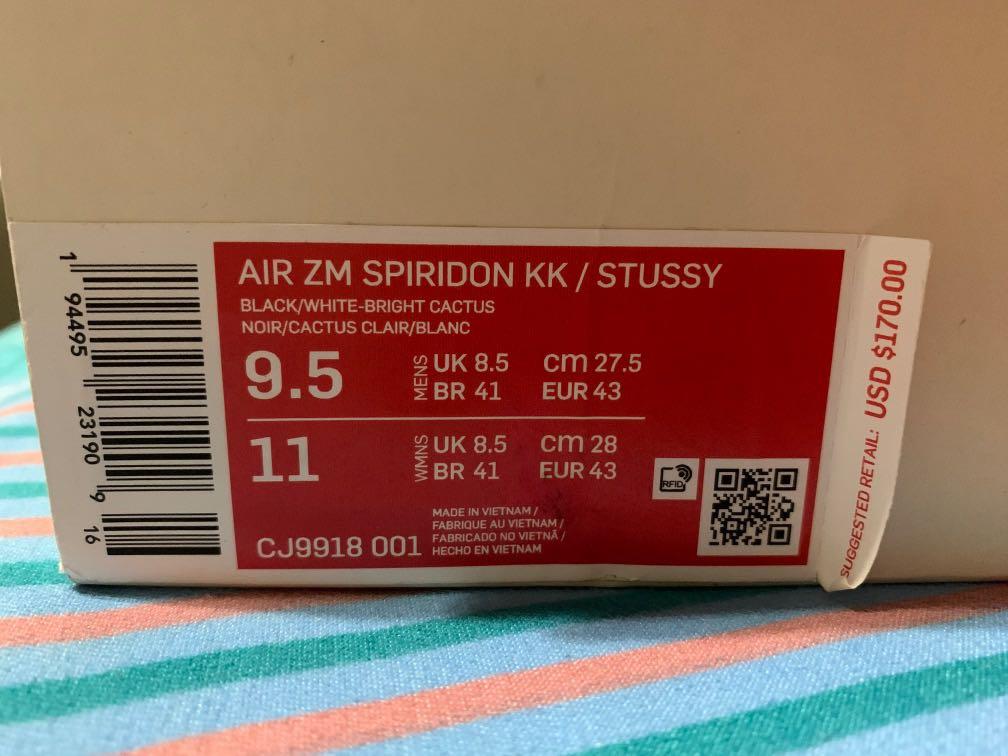 AIR ZM SPIRIDON KK / STUSSY
BLACK/WHITE-BRIGHT CACTUS
NOIR/CACTUS CLAIR/BLANC
9.5 MENS UK 8.5 cm 27.5
BR 41 EUR 43
11 WMNS UK 8.5 cm 28
BR 41 EUR 43
RFID
CJ9918 001
MADE IN VIETNAM /
FABRIQUE AU VIETNAM /
FABRICADO NO VIETNÃ /
HECHO EN VIETNAM
1 94495 23190 9 16
SUGGESTED RETAIL: USD $170.00